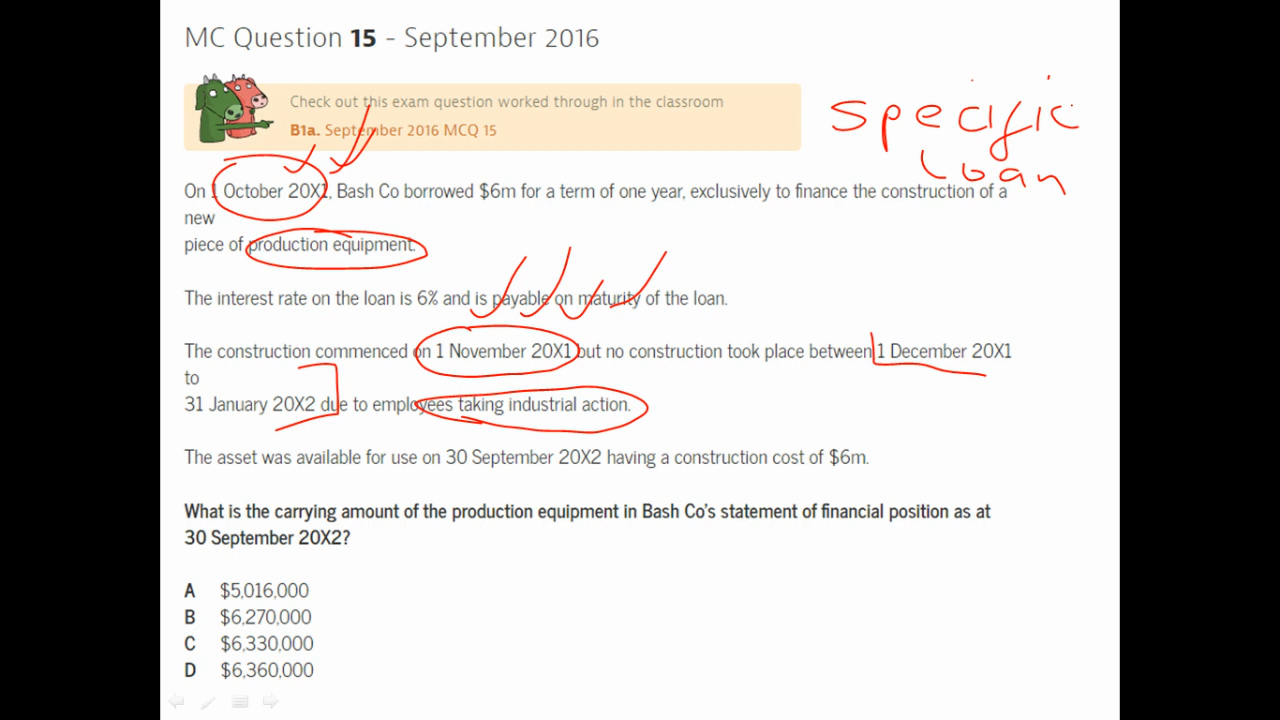 MC Question 15 - September 2016
Check out this exam question worked through in the classroom
B1a. September 2016 MCQ 15
specific
Loan
On 1 October 20X1, Bash Co borrowed $6m for a term of one year, exclusively to finance the construction of a
new
piece of production equipment.
The interest rate on the loan is 6% and is payable on maturity of the loan.
The construction commenced on 1 November 20X1 but no construction took place between 1 December 20X1
to
31 January 20X2 due to employees taking industrial action.
The asset was available for use on 30 September 20X2 having a construction cost of $6m.
What is the carrying amount of the production equipment in Bash Co's statement of financial position as at
30 September 20X2?
A $5,016,000
B $6,270,000
C $6,330,000
D $6,360,000